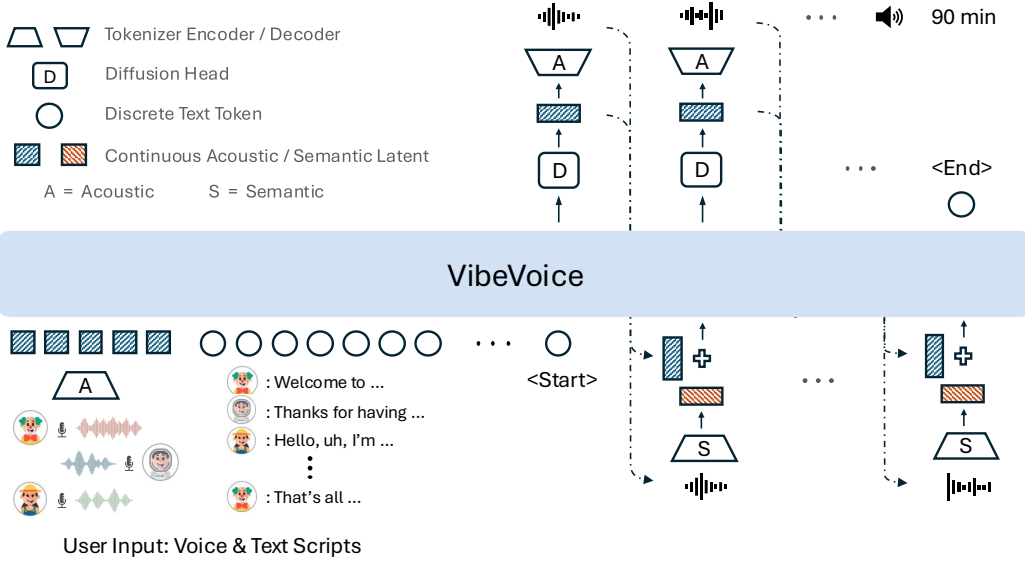 Tokenizer Encoder / Decoder
D Diffusion Head
Discrete Text Token
Continuous Acoustic / Semantic Latent
A = Acoustic S = Semantic
... 90 min
A A
D D
... <End>
VibeVoice
...
<Start>
A
: Welcome to ...
: Thanks for having ...
: Hello, uh, I'm ...
: That's all ...
...
S S
User Input: Voice & Text Scripts